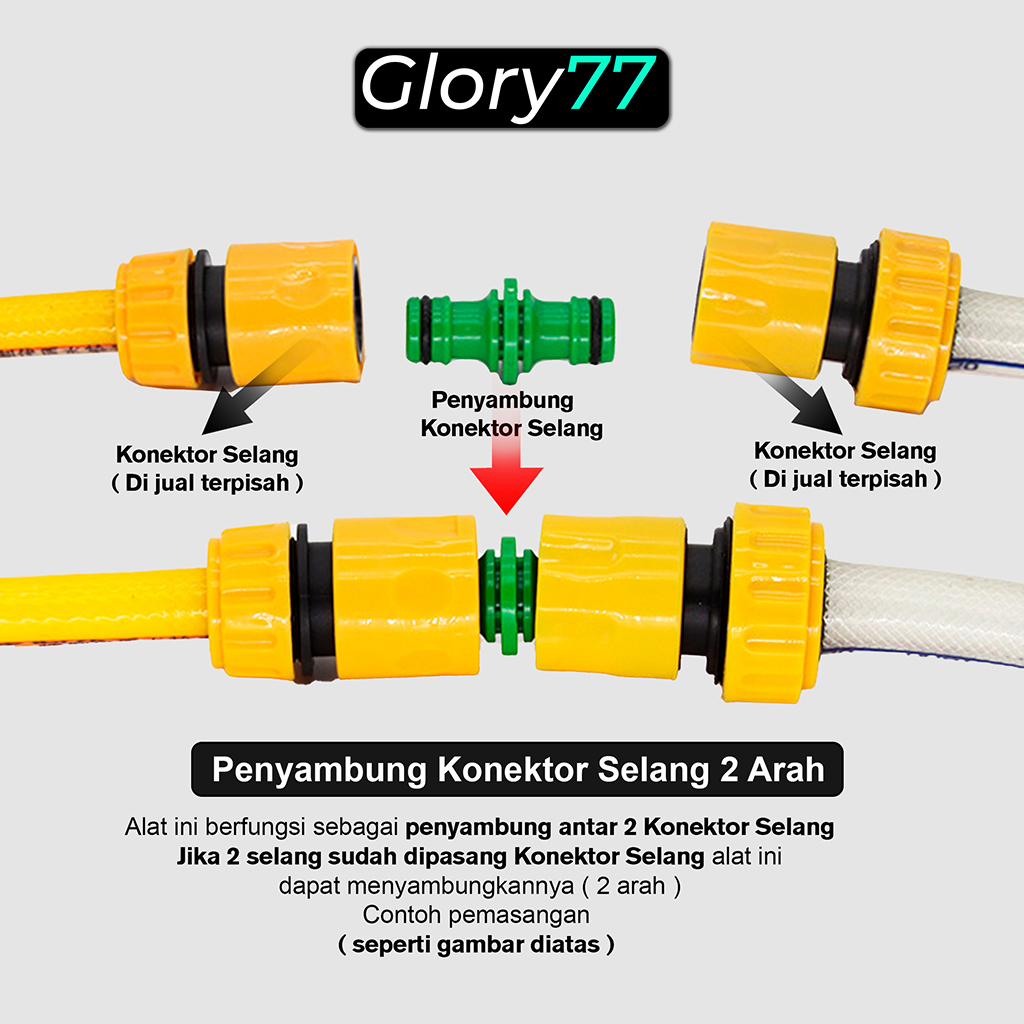 Glory77
Penyambung
Konektor Selang
Konektor Selang
( Di jual terpisah )
Konektor Selang
( Di jual terpisah )
Penyambung Konektor Selang 2 Arah
Alat ini berfungsi sebagai penyambung antar 2 Konektor Selang
Jika 2 selang sudah dipasang Konektor Selang alat ini
dapat menyambungkannya ( 2 arah )
Contoh pemasangan
( seperti gambar diatas )